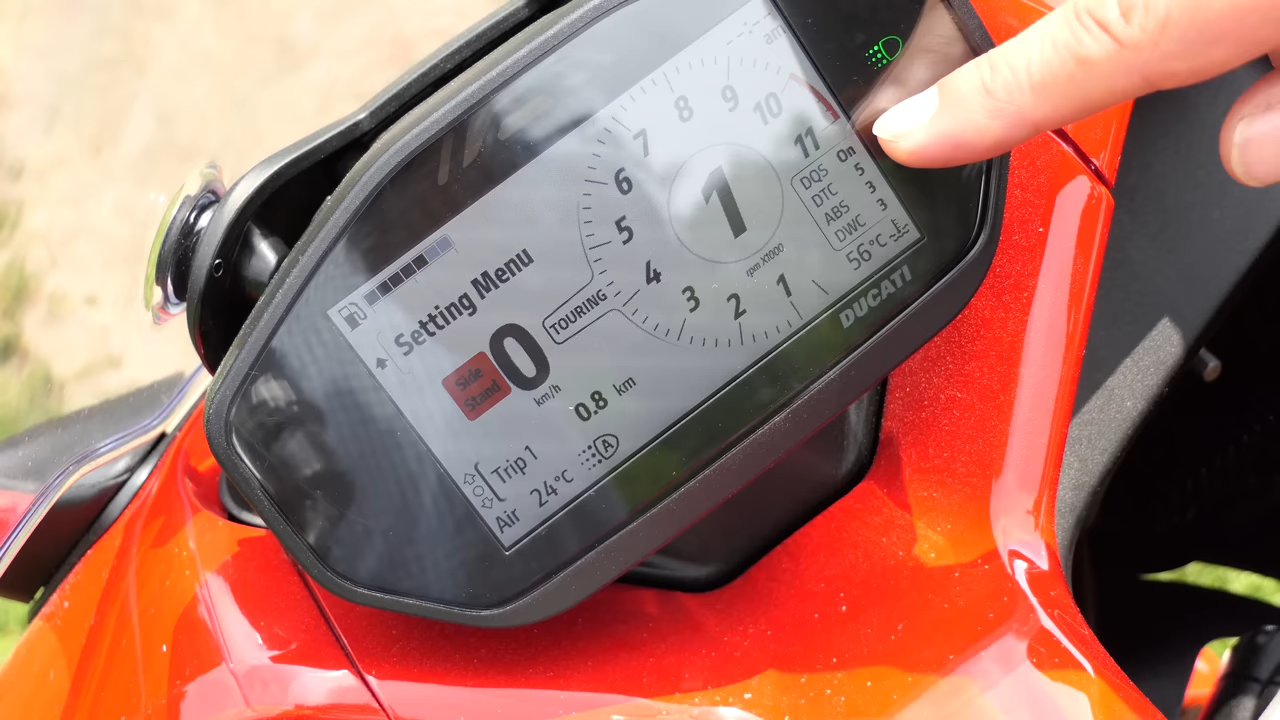 am
Setting Menu
Side
Stand
0
km/h
0.8 km
Trip 1
Air 24°C
A
TOURING
1
2
3
4
5
6
7
8
9
10
11
1
rpm X1000
DQS On
DTC 5
ABS 3
DWC 3
56°C
DUCATI